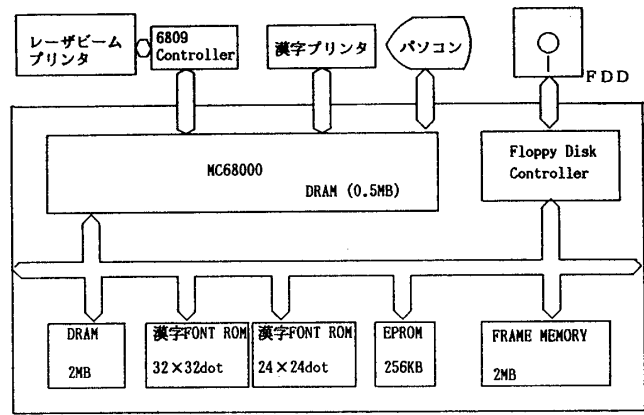 レーザビーム
プリンタ
6809
Controller
漢字プリンタ
パソコン
FDD
MC68000
DRAM (0.5MB)
Floppy Disk
Controller
DRAM
2MB
漢字FONT ROM
32×32dot
漢字FONT ROM
24×24dot
EPROM
256KB
FRAME MEMORY
2MB